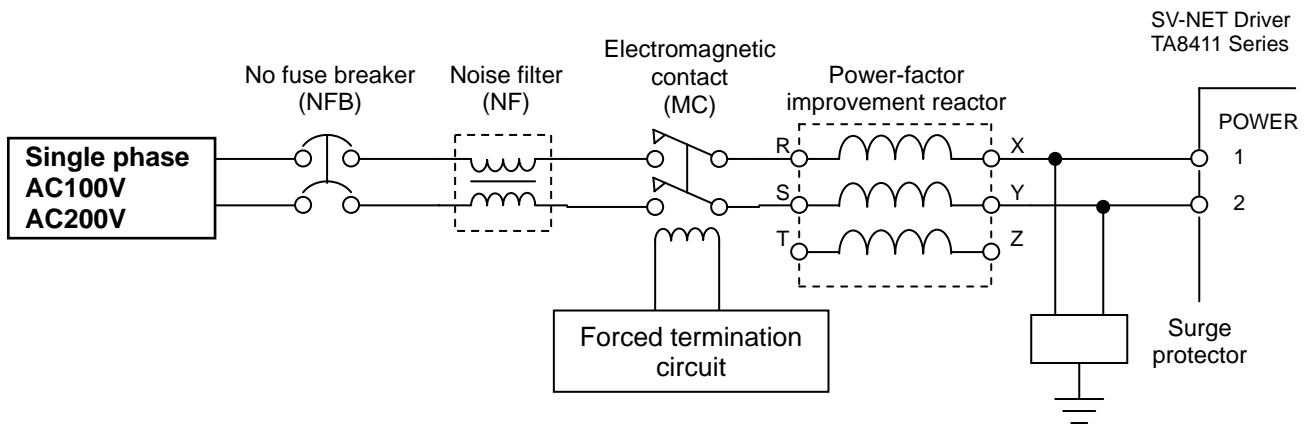 SV-NET Driver
TA8411 Series
Electromagnetic
contact
(MC)
No fuse breaker
(NFB)
Noise filter
(NF)
Power-factor
improvement reactor
POWER
Single phase
AC100V
AC200V
R
X
1
S
Y
2
T
Z
Forced termination
circuit
Surge
protector